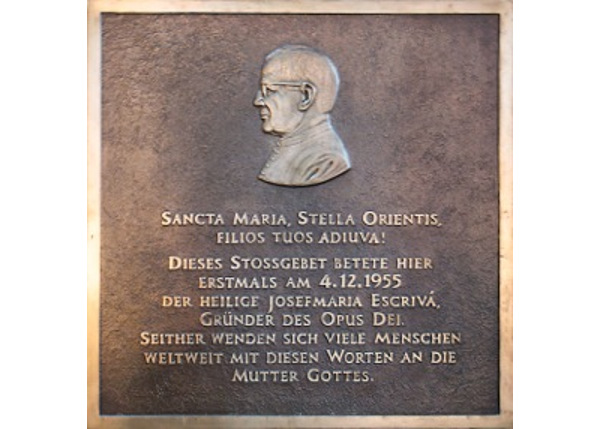 SANCTA MARIA, STELLA ORIENTIS,
FILIOS TUOS ADIUVA!
DIESES STOSSGEBET BETETE HIER
ERSTMALS AM 4.12.1955
DER HEILIGE JOSEFMARIA ESCRIVÁ,
GRÜNDER DES OPUS DEI.
SEITHER WENDEN SICH VIELE MENSCHEN
WELTWEIT MIT DIESEN WORTEN AN DIE
MUTTER GOTTES.